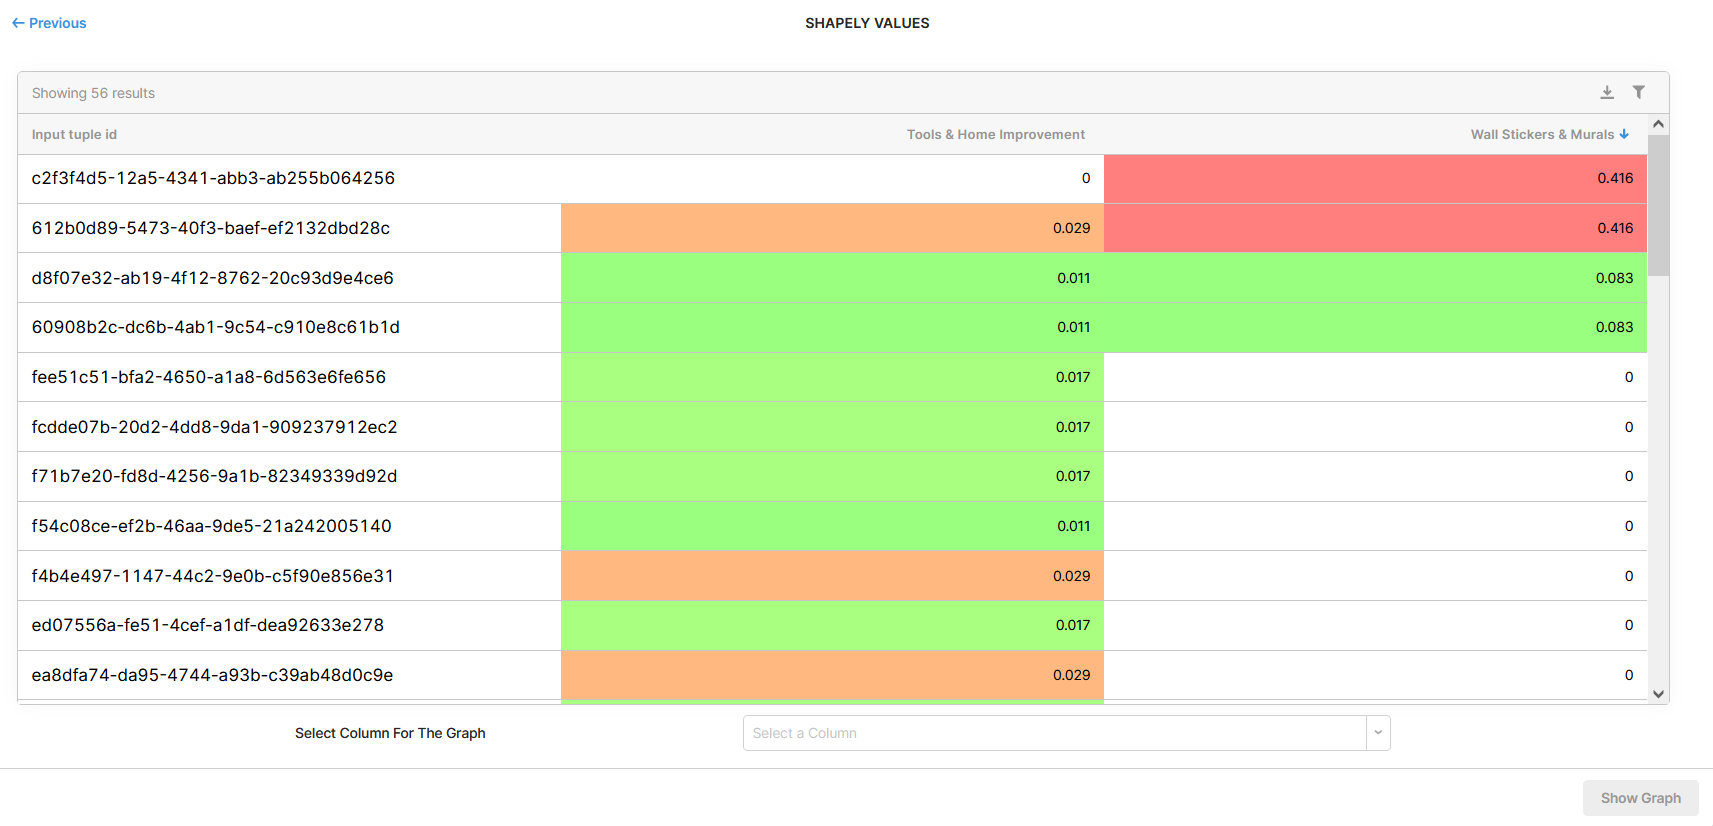 ← Previous
SHAPELY VALUES
Showing 56 results
Input tuple id Tools & Home Improvement Wall Stickers & Murals ↓
c2f3f4d5-12a5-4341-abb3-ab255b064256 0 0.416
612b0d89-5473-40f3-baef-ef2132dbd28c 0.029 0.416
d8f07e32-ab19-4f12-8762-20c93d9e4ce6 0.011 0.083
60908b2c-dc6b-4ab1-9c54-c910e8c61b1d 0.011 0.083
fee51c51-bfa2-4650-a1a8-6d563e6fe656 0.017 0
fcdde07b-20d2-4dd8-9da1-909237912ec2 0.017 0
f71b7e20-fd8d-4256-9a1b-82349339d92d 0.017 0
f54c08ce-ef2b-46aa-9de5-21a242005140 0.011 0
f4b4e497-1147-44c2-9e0b-c5f90e856e31 0.029 0
ed07556a-fe51-4cef-a1df-dea92633e278 0.017 0
ea8dfa74-da95-4744-a93b-c39ab48d0c9e 0.029 0
Select Column For The Graph Select a Column
Show Graph